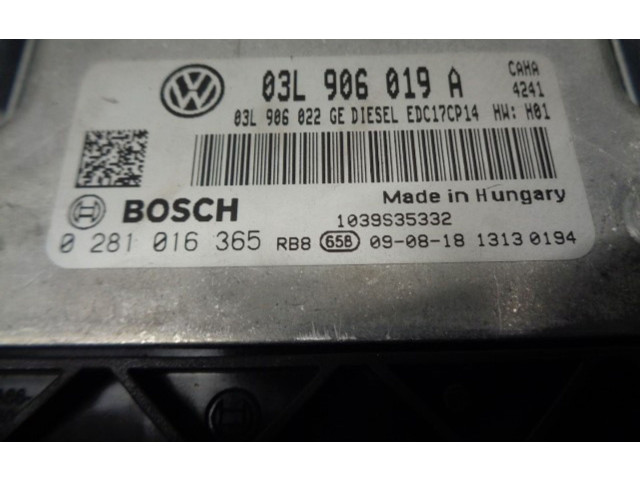 03L 906 019 A CAHA
03L 906 022 GE DIESEL EDC17CP14 HW: H01 4241
BOSCH Made in Hungary
1039S35332
0 281 016 365 RB8 658 09-08-18 1313 0194